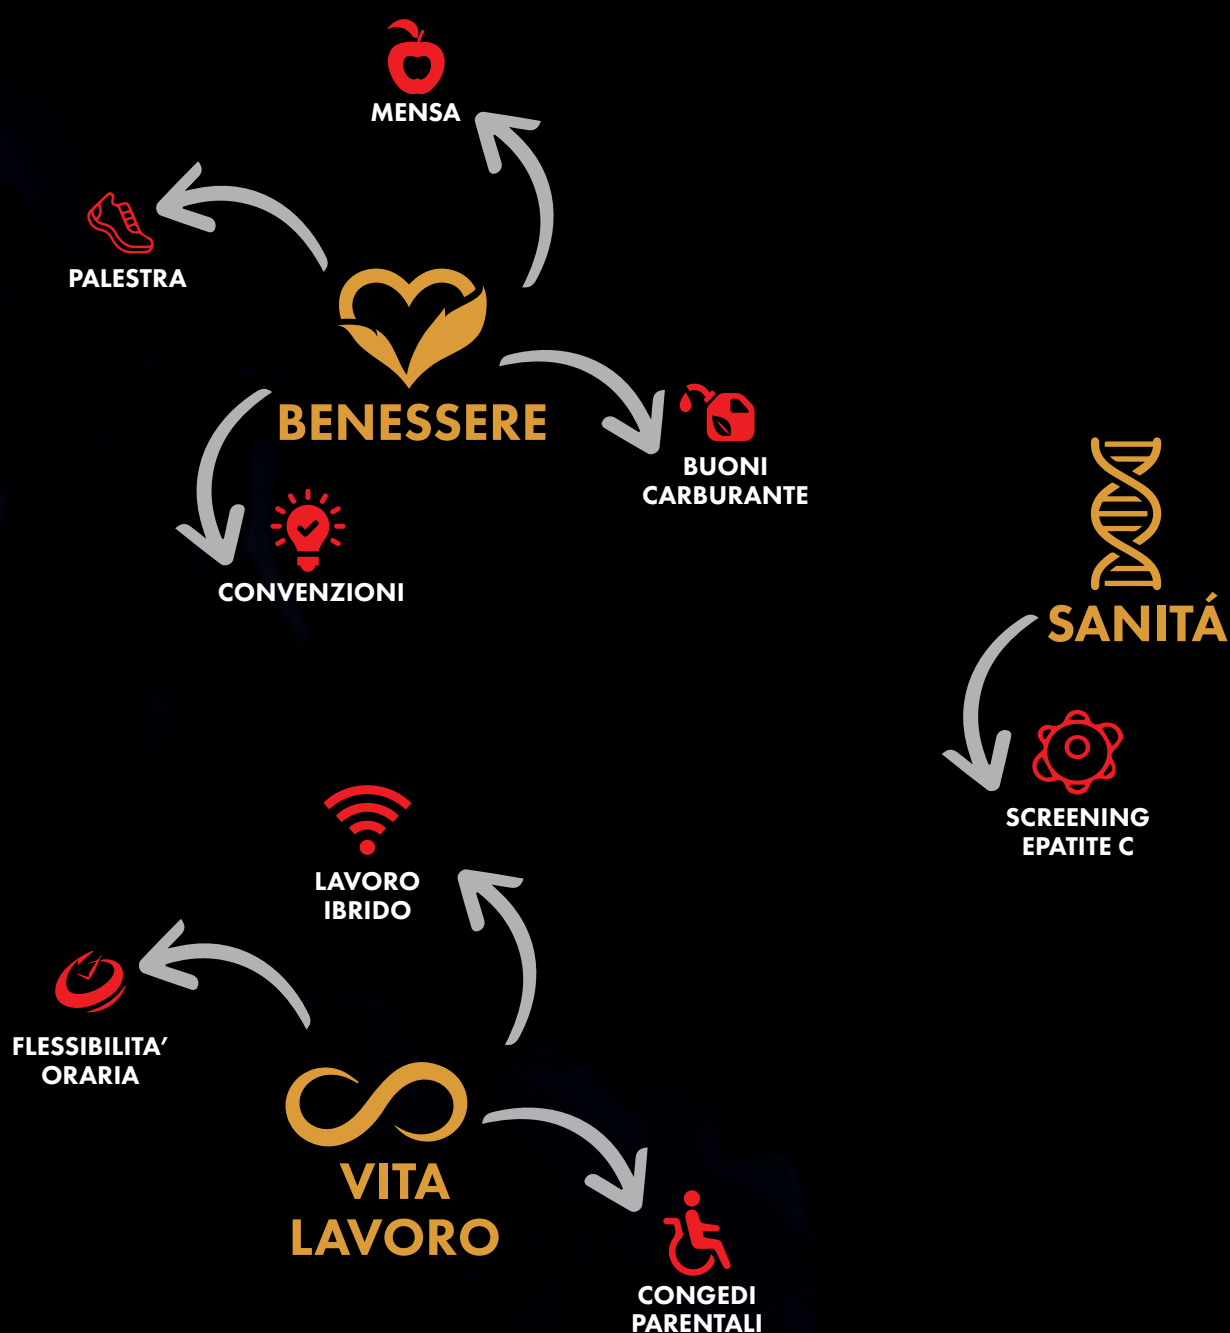 MENSA
PALESTRA
BENESSERE
BUONI
CARBURANTE
CONVENZIONI
SANITÁ
SCREENING
EPATITE C
LAVORO
IBRIDO
FLESSIBILITA’
ORARIA
VITA
LAVORO
CONGEDI
PARENTALI